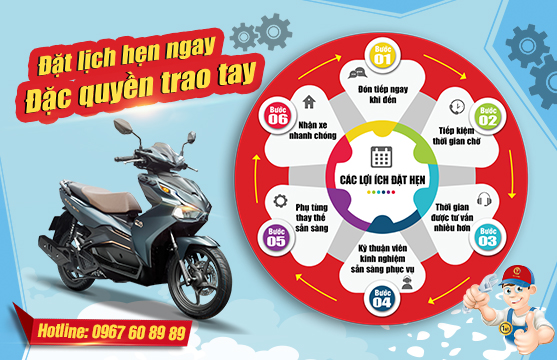 Đặt lịch hẹn ngay
Đặc quyền trao tay
Bước
01
Đón tiếp ngay
khi đến
Bước
02
Tiếp kiệm
thời gian chờ
Bước
03
Thời gian
được tư vấn
nhiều hơn
Bước
04
Kỹ thuận viên
kinh nghiệm
sẵn sàng phục vụ
Bước
05
Phụ tùng
thay thế
sẵn sàng
Bước
06
Nhận xe
nhanh chóng
CÁC LỢI ÍCH ĐẶT HẸN
Hotline: 0967 60 89 89